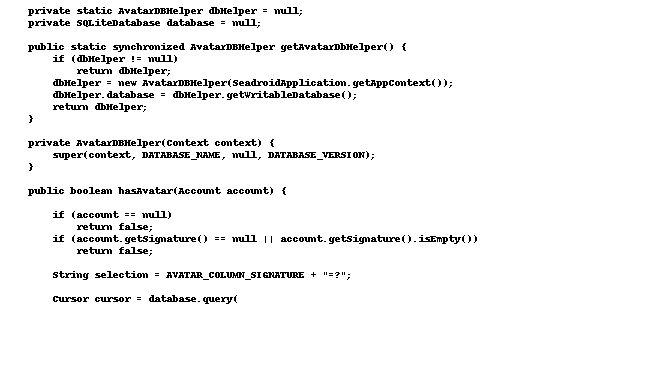 private static AvatarDBHelper dbHelper = null;
private SQLiteDatabase database = null;
public static synchronized AvatarDBHelper getAvatarDbHelper() {
if (dbHelper != null)
return dbHelper;
dbHelper = new AvatarDBHelper(SeadroidApplication.getAppContext());
dbHelper.database = dbHelper.getWritableDatabase();
return dbHelper;
}
private AvatarDBHelper(Context context) {
super(context, DATABASE_NAME, null, DATABASE_VERSION);
}
public boolean hasAvatar(Account account) {
if (account == null)
return false;
if (account.getSignature() == null || account.getSignature().isEmpty())
return false;
String selection = AVATAR_COLUMN_SIGNATURE + "=?";
Cursor cursor = database.query(